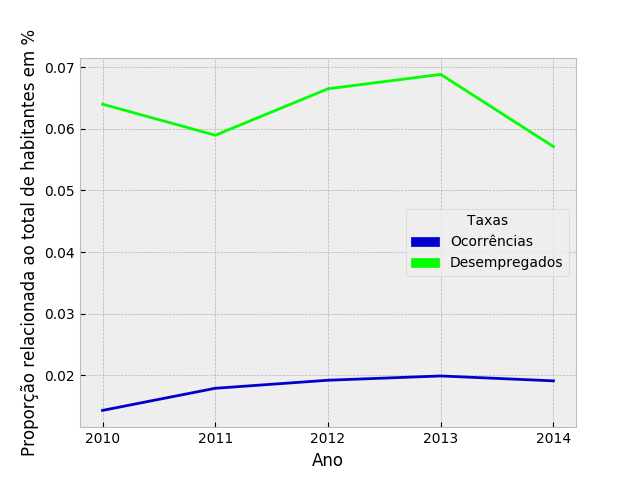 Proporção relacionada ao total de habitantes em %
0.07
0.06
0.05
0.04
0.03
0.02
Taxas
Ocorrências
Desempregados
2010 2011 2012 2013 2014
Ano